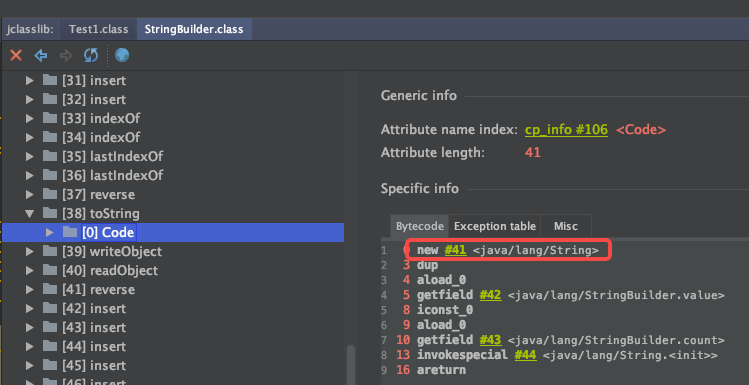 jclasslib: Test1.class StringBuilder.class
[31] insert
[32] insert
[33] indexOf
[34] indexOf
[35] lastIndexOf
[36] lastIndexOf
[37] reverse
[38] toString
[0] Code
[39] writeObject
[40] readObject
[41] reverse
[42] insert
[43] insert
[44] insert
[45] insert
[46] insert
Generic info
Attribute name index: cp_info #106 <Code>
Attribute length: 41
Specific info
Bytecode Exception table Misc
1 0 new #41 <java/lang/String>
2 3 dup
3 4 aload_0
4 5 getfield #42 <java/lang/StringBuilder.value>
5 8 iconst_0
6 9 aload_0
7 10 getfield #43 <java/lang/StringBuilder.count>
8 13 invokespecial #44 <java/lang/String.<init>>
9 16 areturn